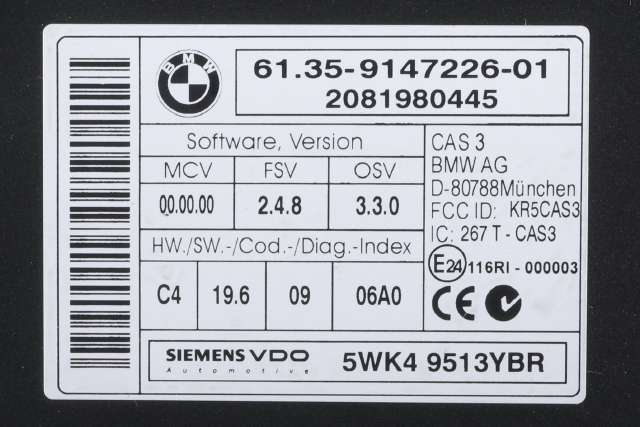 BMW
61.35-9147226-01
2081980445
Software, Version
MCV FSV OSV
00.00.00 2.4.8 3.3.0
HW./SW.-/Cod.-/Diag.-Index
C4 19.6 09 06A0
CAS 3
BMW AG
D-80788München
FCC ID: KR5CAS3
IC: 267 T - CAS3
E24 116RI - 000003
CE
SIEMENS VDO
Automotive
5WK4 9513YBR